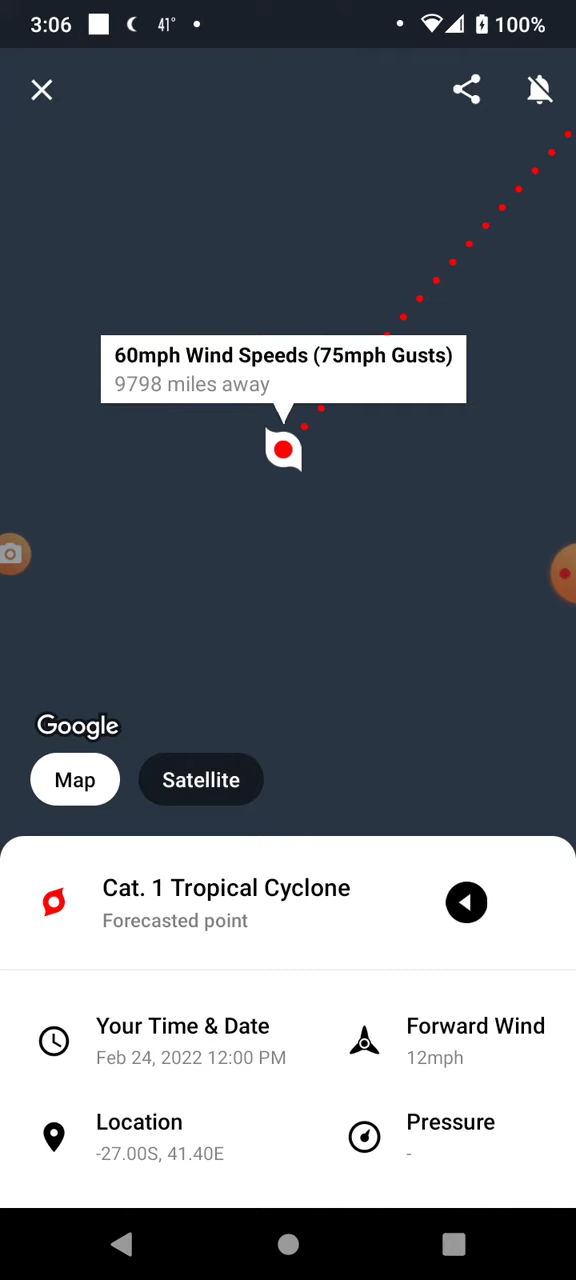 3:06 41° 100%
60mph Wind Speeds (75mph Gusts)
9798 miles away
Google
Map Satellite
Cat. 1 Tropical Cyclone
Forecasted point
Your Time & Date Forward Wind
Feb 24, 2022 12:00 PM 12mph
Location Pressure
-27.00S, 41.40E -